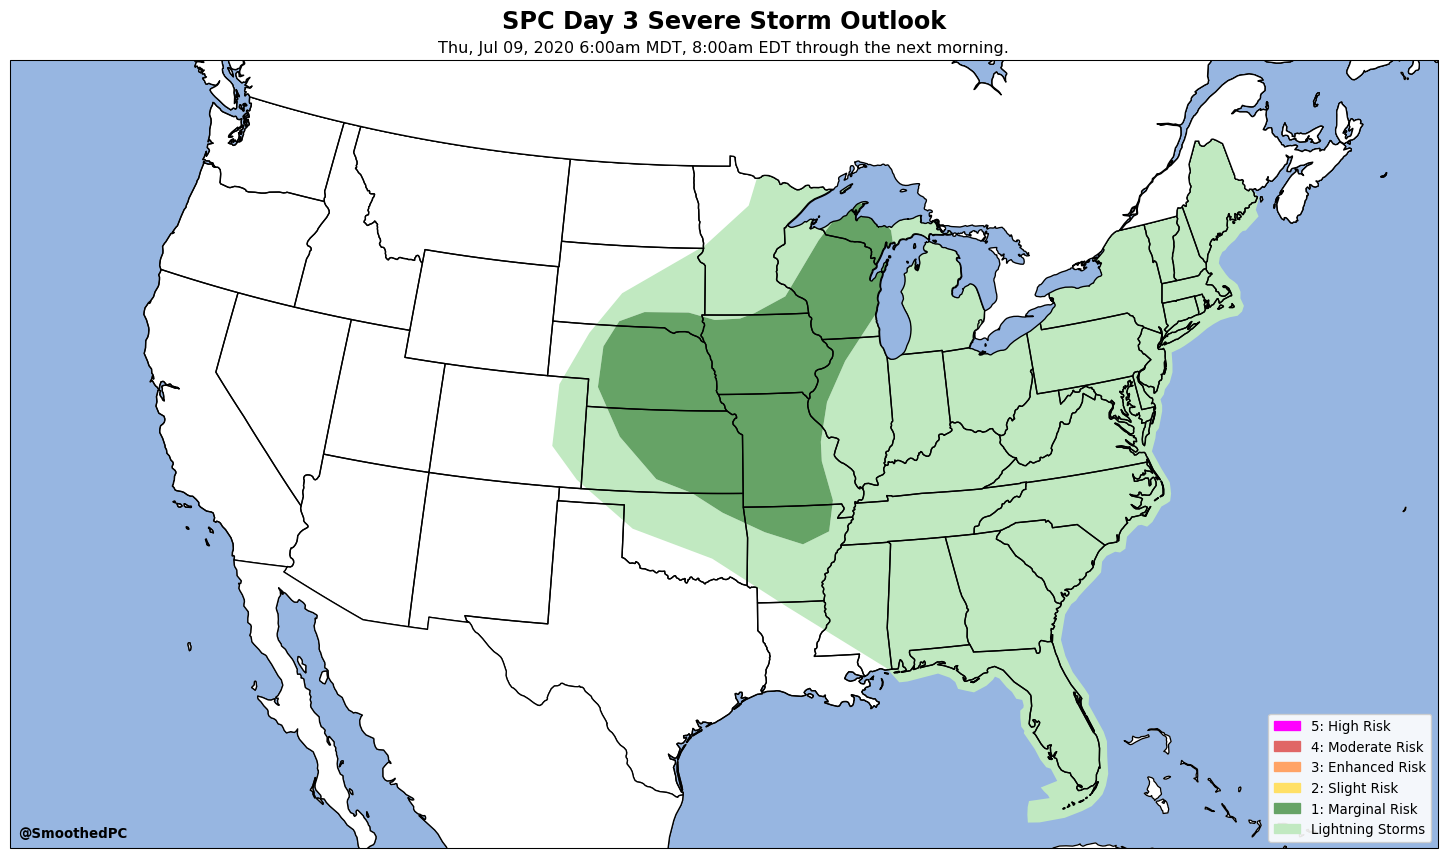 SPC Day 3 Severe Storm Outlook
Thu, Jul 09, 2020 6:00am MDT, 8:00am EDT through the next morning.
5: High Risk
4: Moderate Risk
3: Enhanced Risk
2: Slight Risk
1: Marginal Risk
Lightning Storms
@SmoothedPC